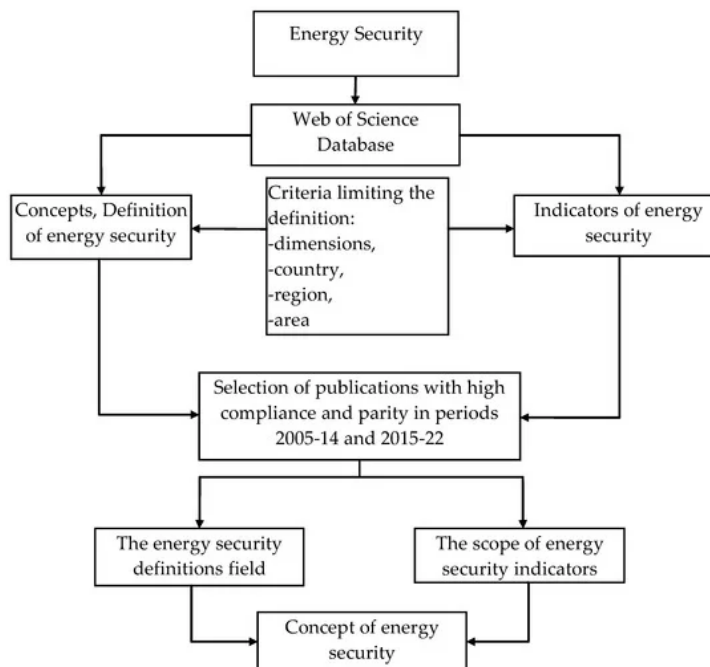 Energy Security
Web of Science
Database
Concepts, Definition
of energy security
Criteria limiting the
definition:
-dimensions,
-country,
-region,
-area
Indicators of energy
security
Selection of publications with high
compliance and parity in periods
2005-14 and 2015-22
The energy security
definitions field
The scope of energy
security indicators
Concept of energy
security